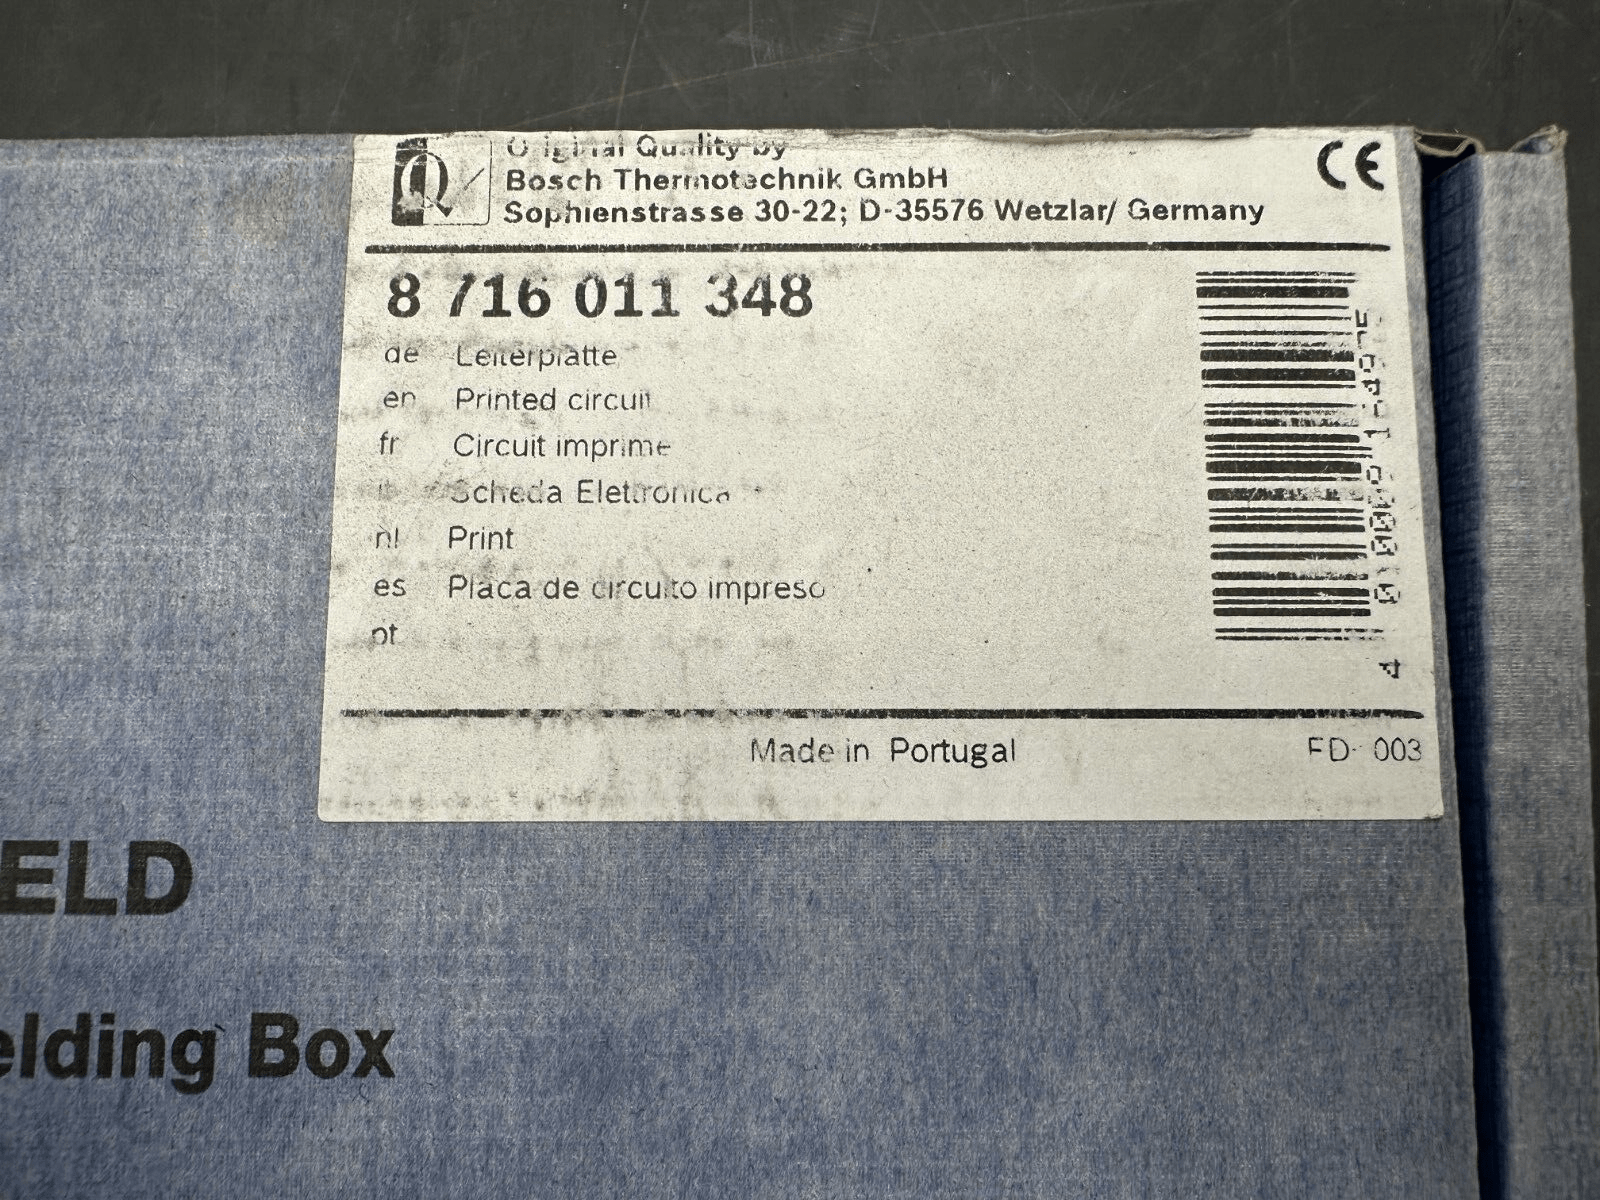 Original Quality by
Bosch Thermotechnik GmbH
Sophienstrasse 30-22; D-35576 Wetzlar/ Germany
CE
8 716 011 348
de Leiterplatte
en Printed circuit
fr Circuit imprime
it Scheda Elettronica
nl Print
es Placa de circuito impreso
pt
Made in Portugal
FD 003
ELD
elding Box